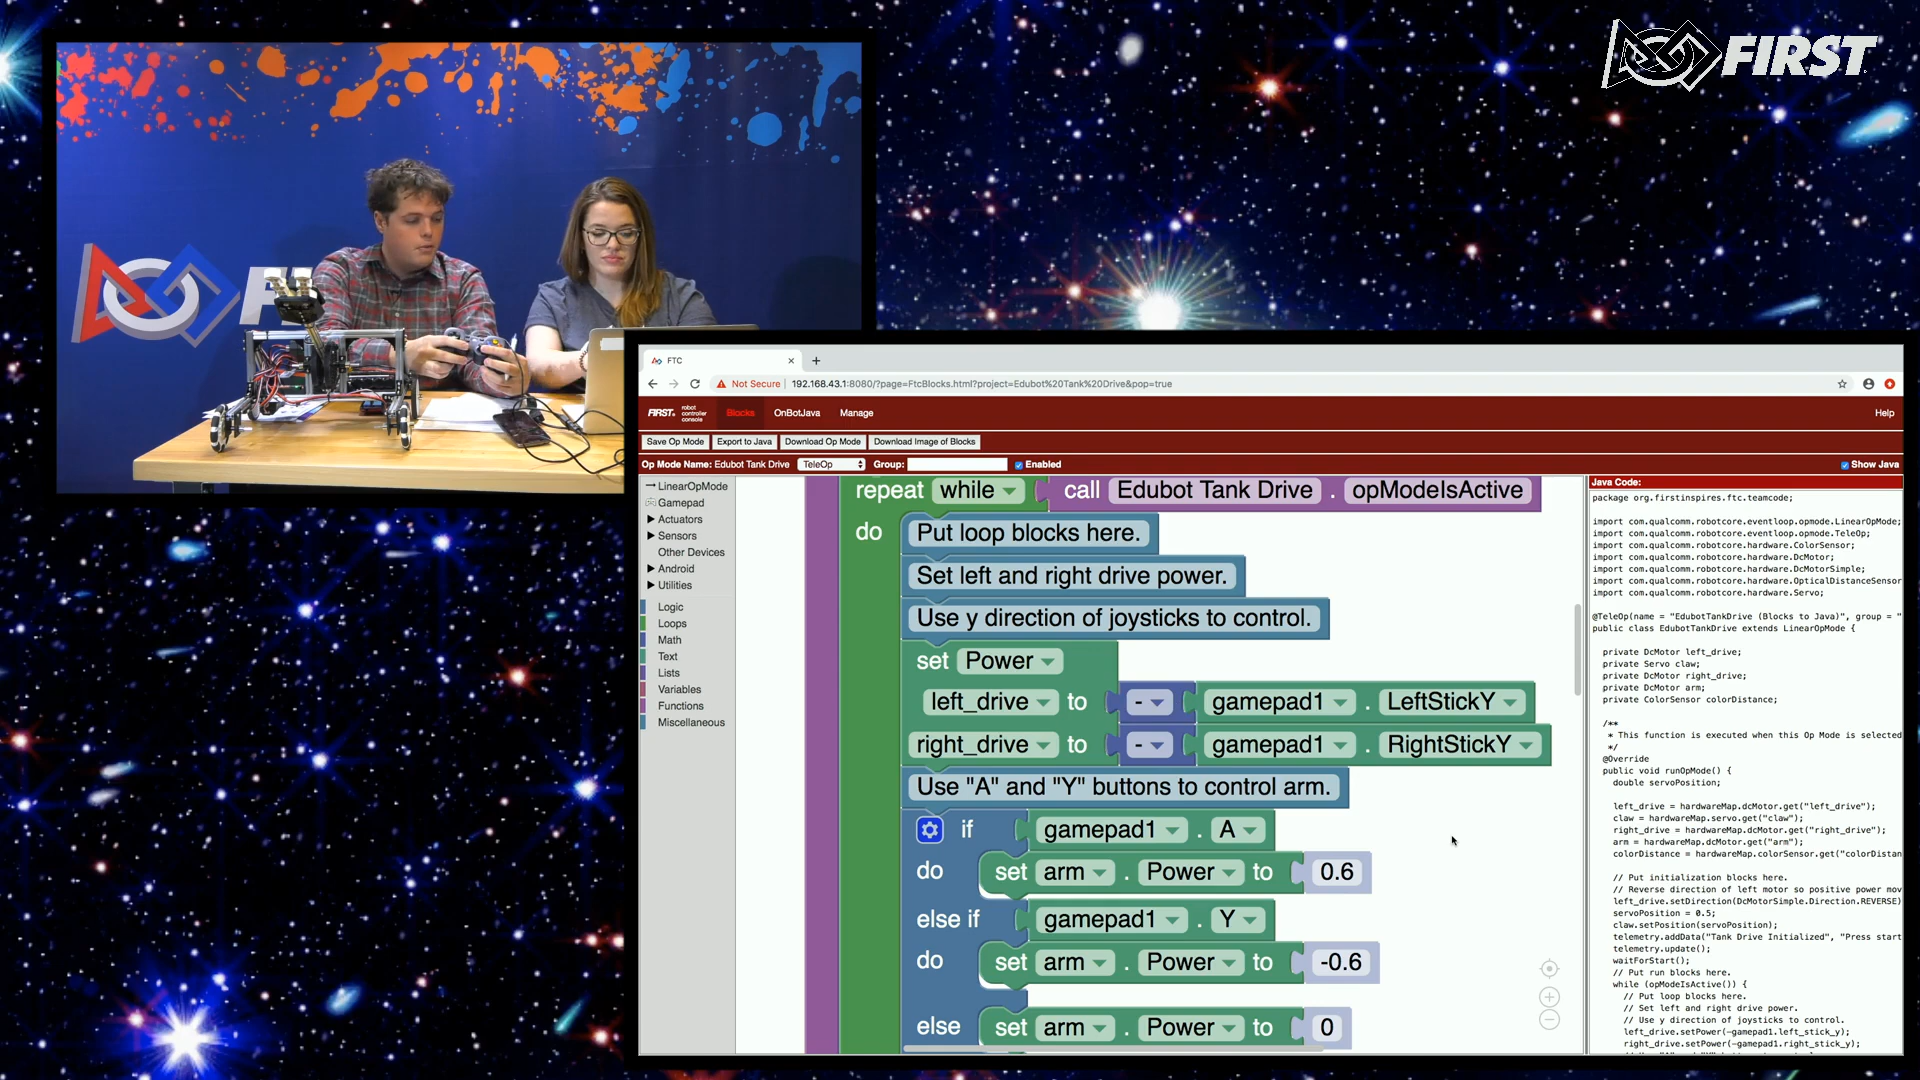 FIRST
F
FTC
Not Secure | 192.168.43.1:8080/?page=FtcBlocks.html?project=Edubot%20Tank%20Drive&pop=true
FIRST. robot controller console Blocks OnBotJava Manage Help
Save Op Mode Export to Java Download Op Mode Download Image of Blocks
Op Mode Name: Edubot Tank Drive TeleOp Group: Enabled Show Java
LinearOpMode
Gamepad
Actuators
Sensors
Other Devices
Android
Utilities
Logic
Loops
Math
Text
Lists
Variables
Functions
Miscellaneous
repeat while call Edubot Tank Drive . opModeIsActive
do Put loop blocks here.
Set left and right drive power.
Use y direction of joysticks to control.
set Power
left_drive to - gamepad1 . LeftStickY
right_drive to - gamepad1 . RightStickY
Use "A" and "Y" buttons to control arm.
if gamepad1 . A
do set arm . Power to 0.6
else if gamepad1 . Y
do set arm . Power to -0.6
else set arm . Power to 0
Java Code:
package org.firstinspires.ftc.teamcode;
import com.qualcomm.robotcore.eventloop.opmode.LinearOpMode;
import com.qualcomm.robotcore.eventloop.opmode.TeleOp;
import com.qualcomm.robotcore.hardware.ColorSensor;
import com.qualcomm.robotcore.hardware.DcMotor;
import com.qualcomm.robotcore.hardware.DcMotorSimple;
import com.qualcomm.robotcore.hardware.OpticalDistanceSensor
import com.qualcomm.robotcore.hardware.Servo;
@TeleOp(name = "EdubotTankDrive (Blocks to Java)", group = "
public class EdubotTankDrive extends LinearOpMode {
private DcMotor left_drive;
private Servo claw;
private DcMotor right_drive;
private DcMotor arm;
private ColorSensor colorDistance;
/**
* This function is executed when this Op Mode is selected
*/
@Override
public void runOpMode() {
double servoPosition;
left_drive = hardwareMap.dcMotor.get("left_drive");
claw = hardwareMap.servo.get("claw");
right_drive = hardwareMap.dcMotor.get("right_drive");
arm = hardwareMap.dcMotor.get("arm");
colorDistance = hardwareMap.colorSensor.get("colorDistan
// Put initialization blocks here.
// Reverse direction of left motor so positive power mov
left_drive.setDirection(DcMotorSimple.Direction.REVERSE)
servoPosition = 0.5;
claw.setPosition(servoPosition);
telemetry.addData("Tank Drive Initialized", "Press start
telemetry.update();
waitForStart();
// Put run blocks here.
while (opModeIsActive()) {
// Put loop blocks here.
// Set left and right drive power.
// Use y direction of joysticks to control.
left_drive.setPower(-gamepad1.left_stick_y);
right_drive.setPower(-gamepad1.right_stick_y);